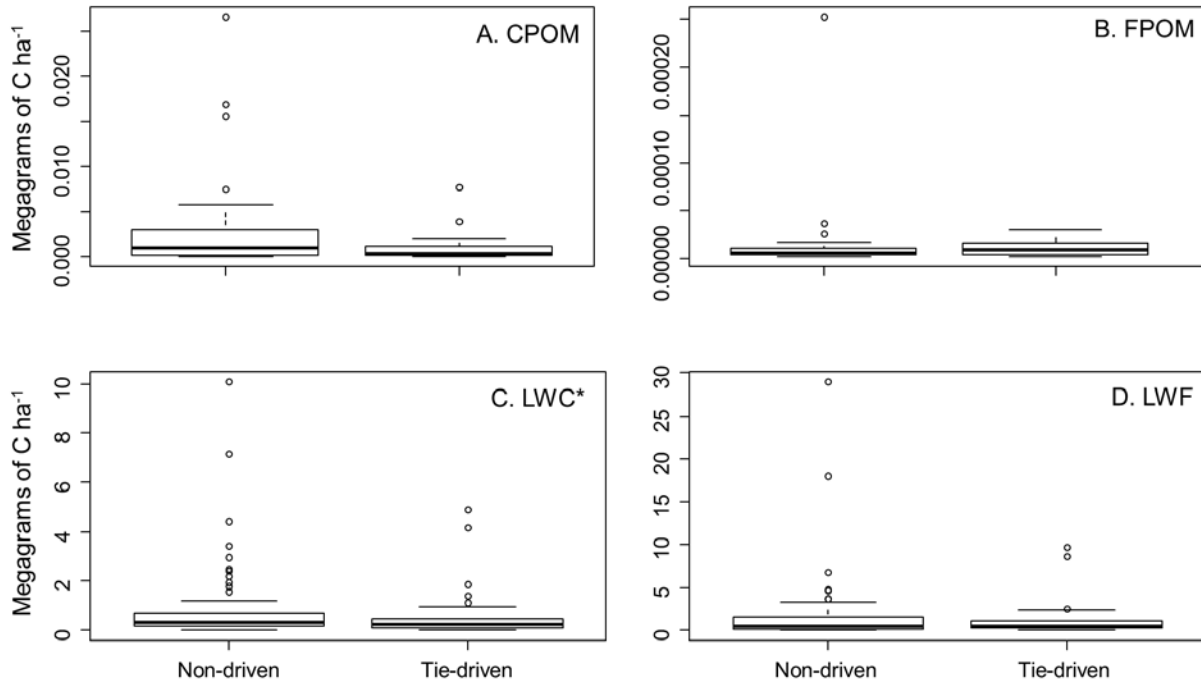 A. CPOM
Megagrams of C ha⁻¹
0.020
0.010
0.000
B. FPOM
0.00020
0.00010
0.00000
C. LWC*
Megagrams of C ha⁻¹
10
8
6
4
2
0
Non-driven Tie-driven
D. LWF
30
25
20
15
10
5
0
Non-driven Tie-driven